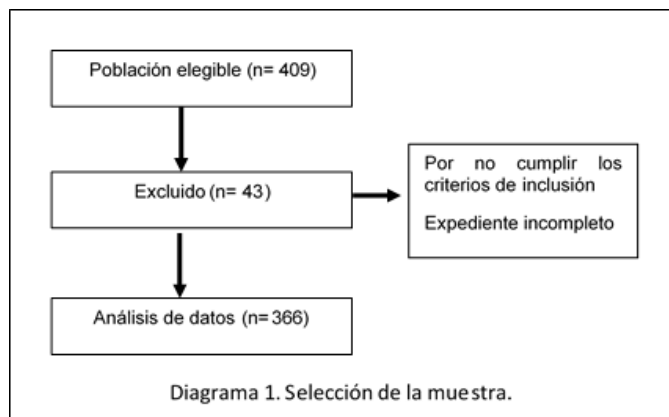 Población elegible (n= 409)
Excluido (n= 43)
Por no cumplir los
criterios de inclusión
Expediente incompleto
Análisis de datos (n= 366)
Diagrama 1. Selección de la muestra.